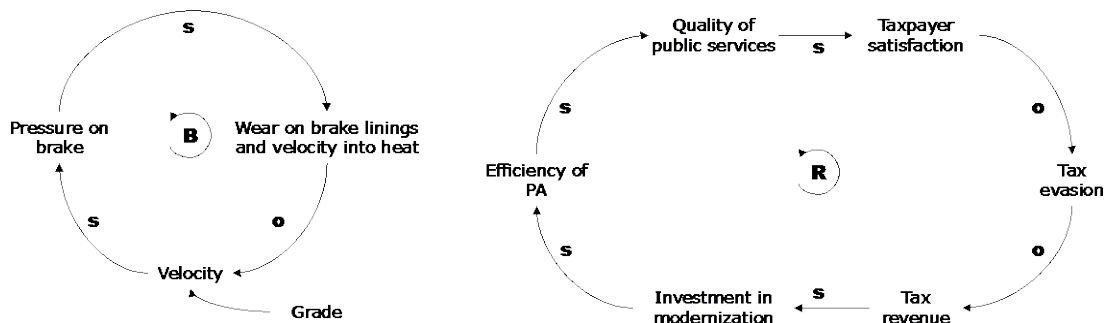 s
Pressure on
brake
B
Wear on brake linings
and velocity into heat
s
o
Velocity
Grade
Quality of
public services
s
Taxpayer
satisfaction
s
o
Efficiency of
PA
R
Tax
evasion
s
o
Investment in
modernization
s
Tax
revenue